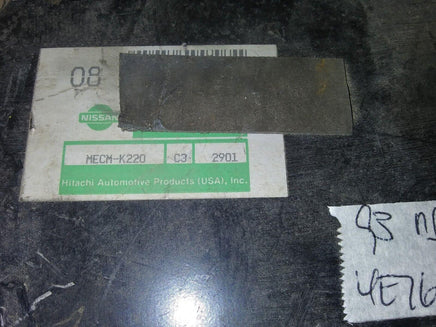 08
NISSAN
MECM-K220 C3 2901
Hitachi Automotive Products (USA), Inc.
93
4E76